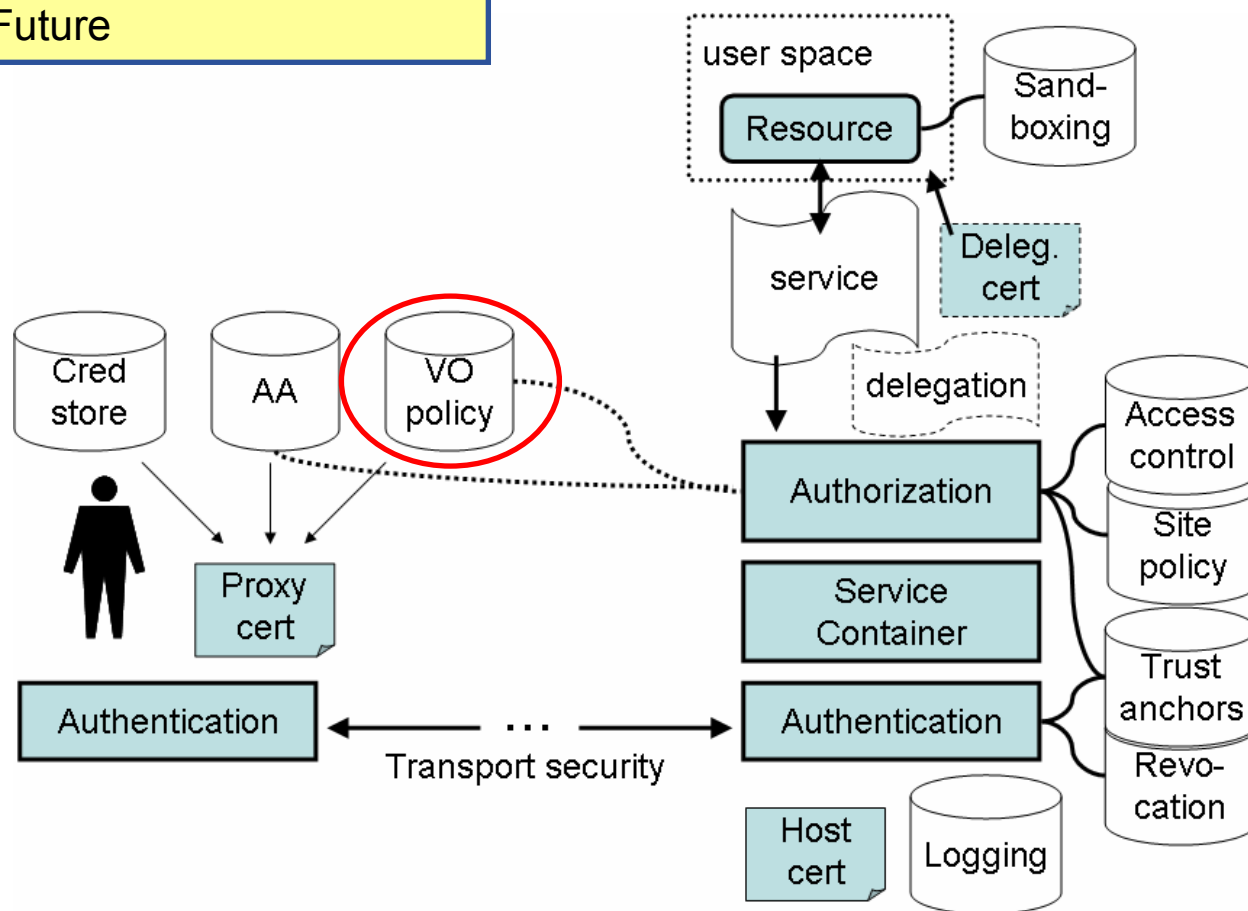 Future
user space
Resource
Sand-
boxing
service
Deleg.
cert
delegation
Cred
store
AA
VO
policy
Access
control
Authorization
Site
policy
Proxy
cert
Service
Container
Trust
anchors
Authentication
...
Authentication
Transport security
Revo-
cation
Host
cert
Logging